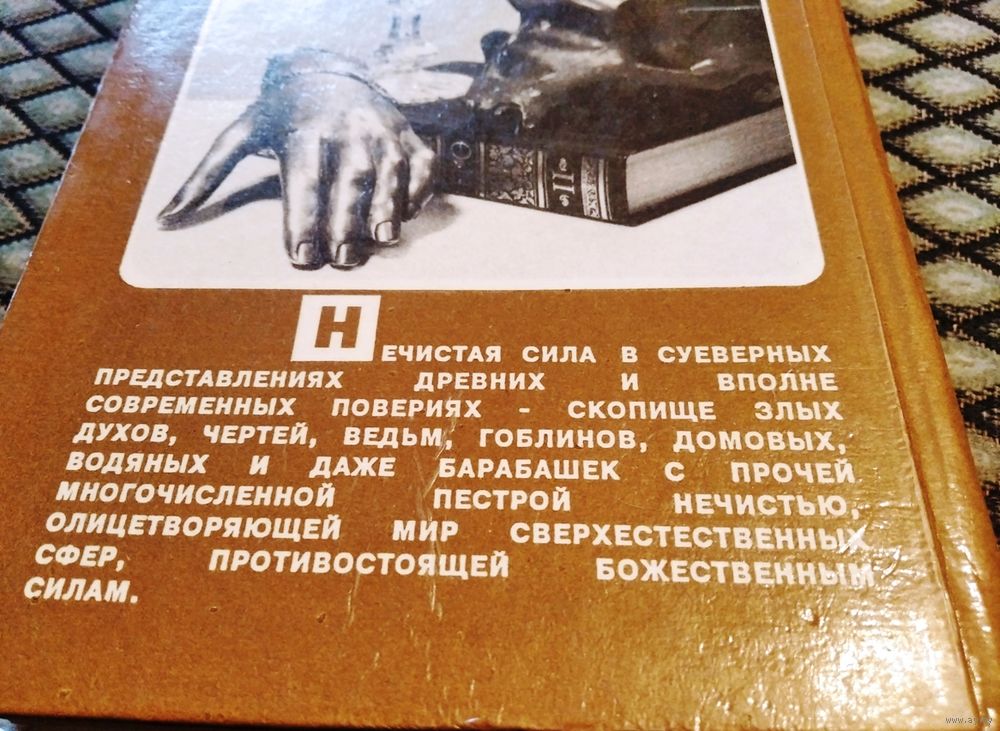 II
НЕЧИСТАЯ СИЛА В СУЕВЕРНЫХ
ПРЕДСТАВЛЕНИЯХ ДРЕВНИХ И ВПОЛНЕ
СОВРЕМЕННЫХ ПОВЕРИЯХ - СКОПИЩЕ ЗЛЫХ
ДУХОВ, ЧЕРТЕЙ, ВЕДЬМ, ГОБЛИНОВ, ДОМОВЫХ,
ВОДЯНЫХ И ДАЖЕ БАРАБАШЕК С ПРОЧЕЙ
МНОГОЧИСЛЕННОЙ ПЕСТРОЙ НЕЧИСТЬЮ,
ОЛИЦЕТВОРЯЮЩЕЙ МИР СВЕРХЕСТЕСТВЕННЫХ
СФЕР, ПРОТИВОСТОЯЩЕЙ БОЖЕСТВЕННЫМ
СИЛАМ.